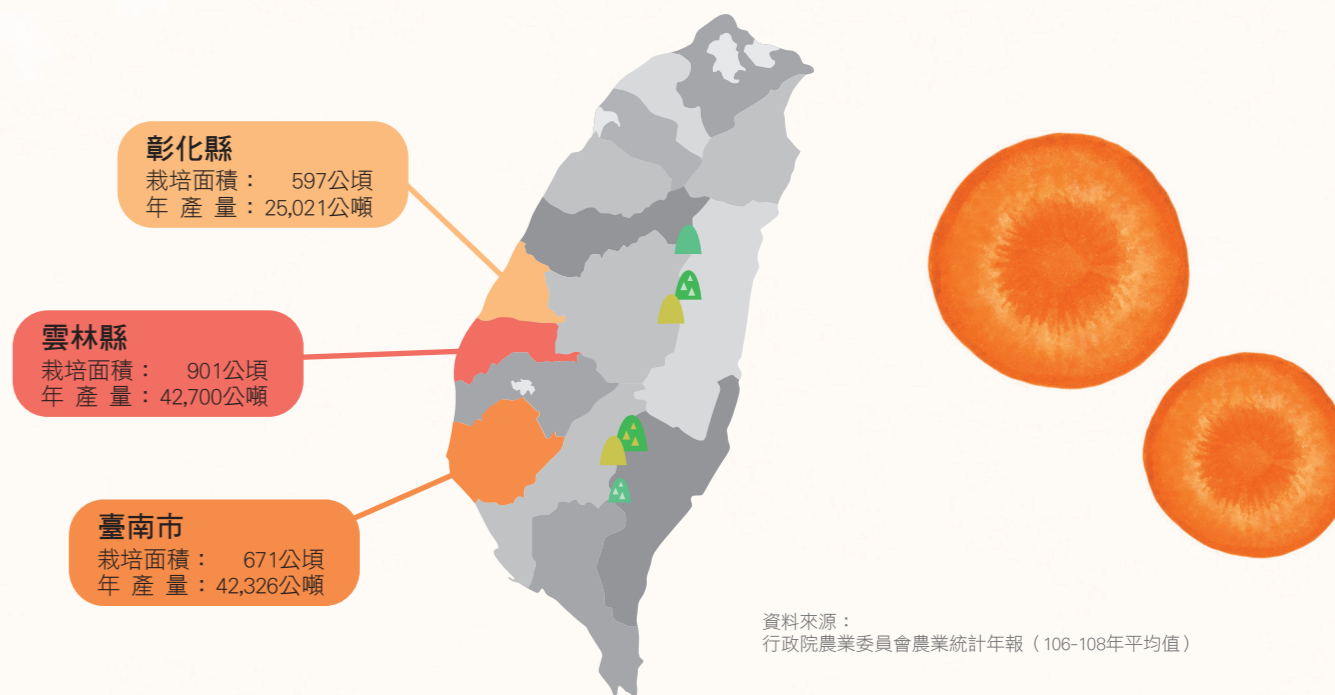 彰化縣
栽培面積： 597公頃
年 產 量：25,021公噸
雲林縣
栽培面積： 901公頃
年 產 量：42,700公噸
臺南市
栽培面積： 671公頃
年 產 量：42,326公噸
資料來源：
行政院農業委員會農業統計年報（106-108年平均值）